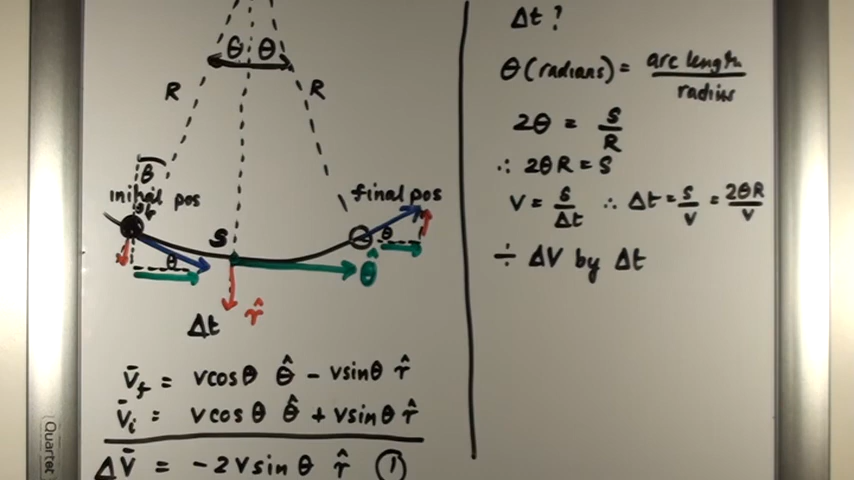 θ θ
R R
θ
initial pos
final pos
S
θ
θ
θ̂
r̂
Δt
v̄f = vcosθ θ̂ - vsinθ r̂
v̄i = vcosθ θ̂ + vsinθ r̂
Δv̄ = -2vsinθ r̂ ①
Δt?
θ(radians) = arc length / radius
2θ = S/R
∴ 2θR = S
V = S/Δt ∴ Δt = S/V = 2θR/V
÷ ΔV by Δt
Quartet